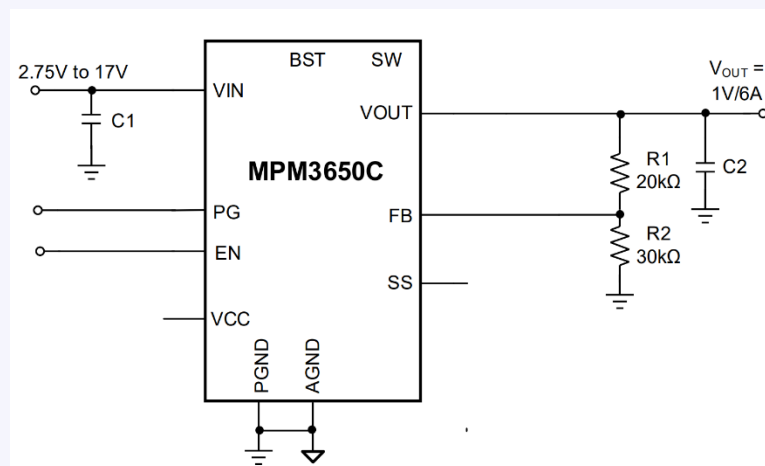 BST
SW
2.75V to 17V
VIN
V_OUT =
1V/6A
VOUT
C1
MPM3650C
R1
20kΩ
C2
PG
FB
EN
R2
30kΩ
SS
VCC
PGND
AGND